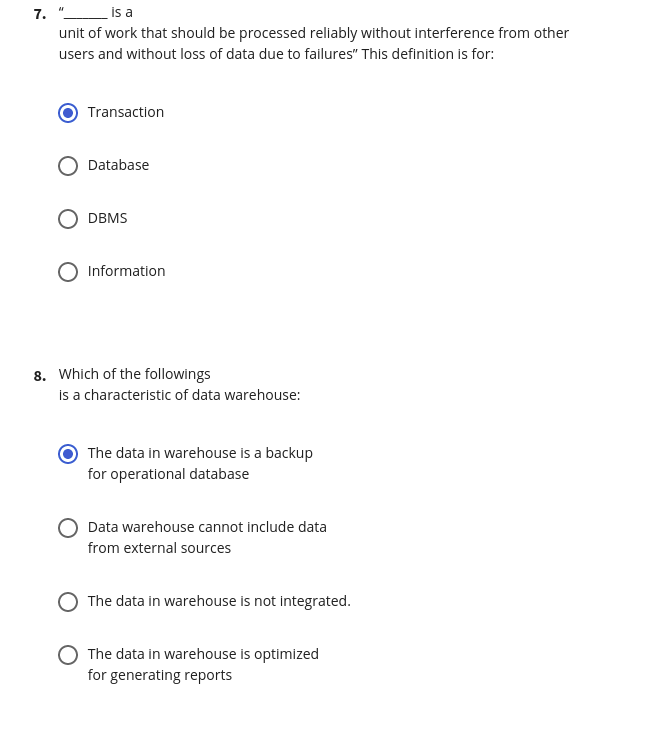 7. “______ is a
unit of work that should be processed reliably without interference from other
users and without loss of data due to failures” This definition is for:
Transaction
Database
DBMS
Information
8. Which of the followings
is a characteristic of data warehouse:
The data in warehouse is a backup
for operational database
Data warehouse cannot include data
from external sources
The data in warehouse is not integrated.
The data in warehouse is optimized
for generating reports